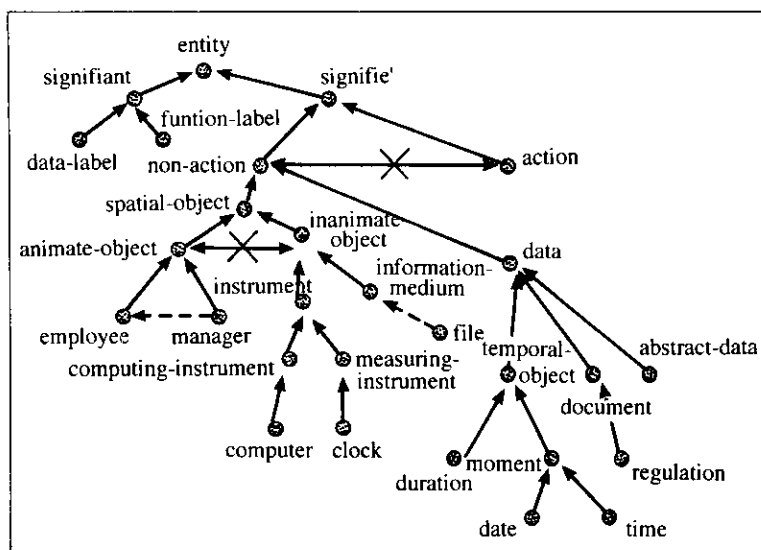 entity
signifiant
signifie'
funtion-label
data-label
non-action
action
spatial-object
inanimate
object
animate-object
data
information-
medium
instrument
employee
manager
file
temporal-
object
abstract-data
computing-instrument
measuring-
instrument
document
computer
clock
duration
moment
regulation
date
time